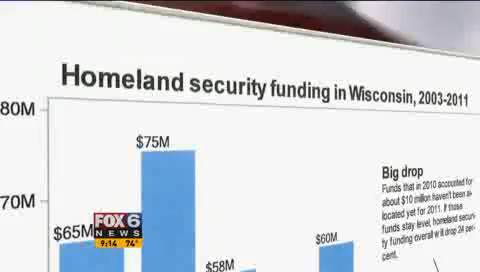 Homeland security funding in Wisconsin, 2003-2011
80M
$75M
Big drop
Funds that in 2010 accounted for
about $10 million haven't been al-
located yet for 2011. If those
funds stay level, homeland secu-
ity funding overall will drop 24 per-
cent.
70M
$65M
$58M
$60M
FOX 6
NEWS
9:14 74°